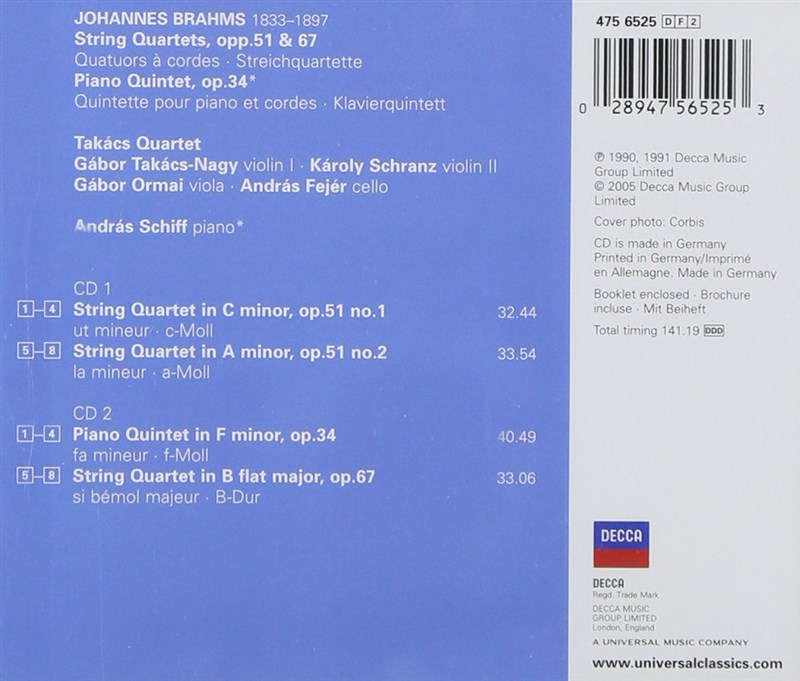 JOHANNES BRAHMS 1833–1897
String Quartets, opp.51 & 67
Quatuors à cordes · Streichquartette
Piano Quintet, op.34*
Quintette pour piano et cordes · Klavierquintett
Takács Quartet
Gábor Takács-Nagy violin I · Károly Schranz violin II
Gábor Ormai viola · András Fejér cello
András Schiff piano*
CD 1
1–4 String Quartet in C minor, op.51 no.1 32.44
ut mineur · c-Moll
5–8 String Quartet in A minor, op.51 no.2 33.54
la mineur · a-Moll
CD 2
1–4 Piano Quintet in F minor, op.34 40.49
fa mineur · f-Moll
5–8 String Quartet in B flat major, op.67 33.06
si bémol majeur · B-Dur
475 6525 DF2
0 28947 56525 3
℗ 1990, 1991 Decca Music
Group Limited
© 2005 Decca Music Group
Limited
Cover photo: Corbis
CD is made in Germany
Printed in Germany/Imprimé
en Allemagne. Made in Germany
Booklet enclosed · Brochure
incluse · Mit Beiheft
Total timing 141.19 DDD
DECCA
DECCA
Regd. Trade Mark
DECCA MUSIC
GROUP LIMITED
London, England
A UNIVERSAL MUSIC COMPANY
www.universalclassics.com